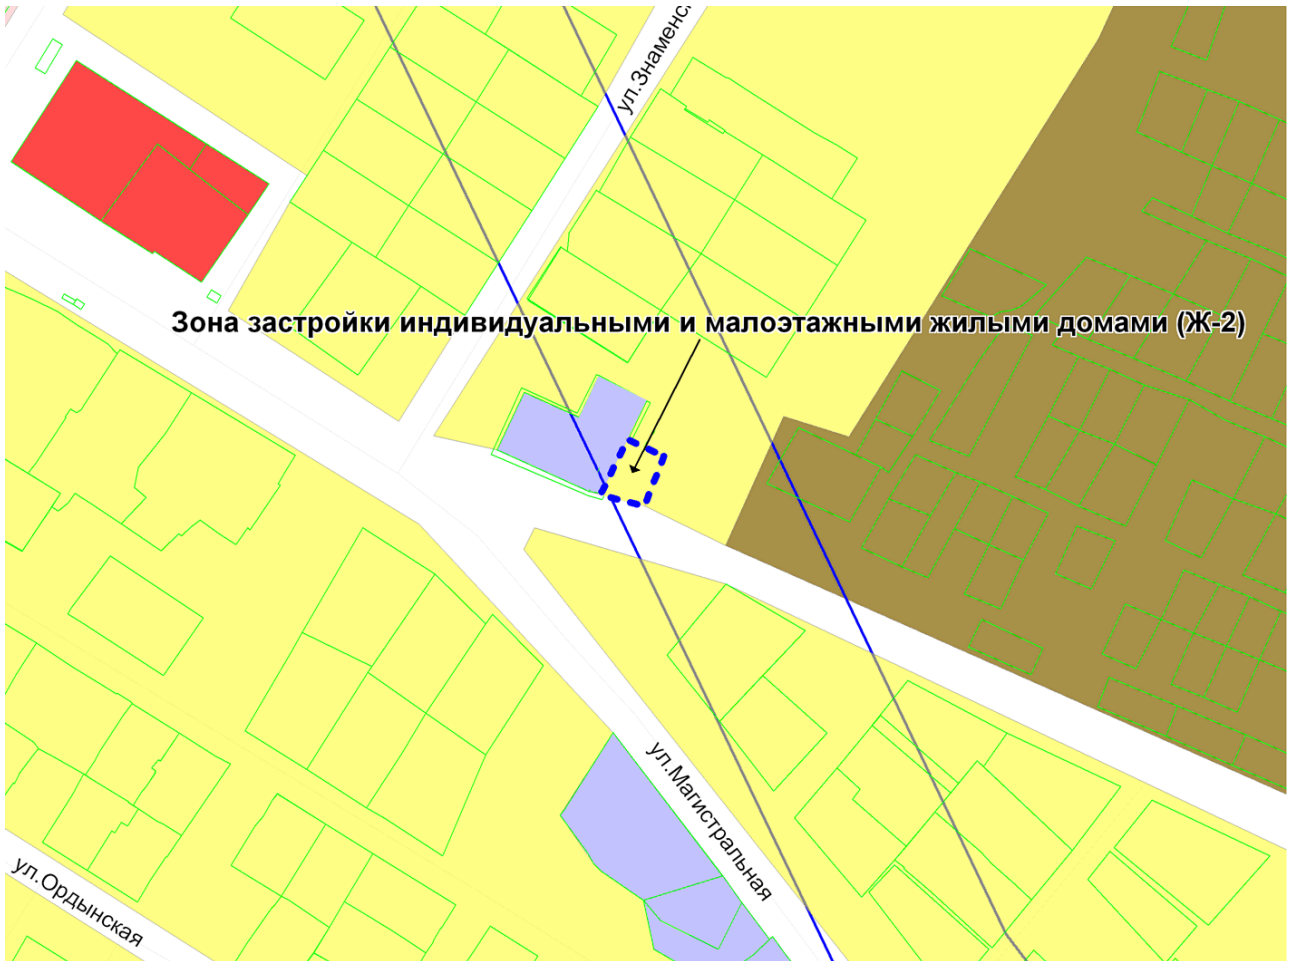 ул.Знаменс
Зона застройки индивидуальными и малоэтажными жилыми домами (Ж-2)
ул.Магистральная
ул.Ордынская